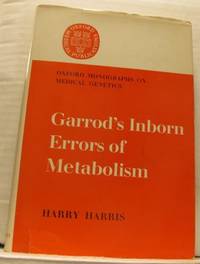 OXFORD MONOGRAPHS ON
MEDICAL GENETICS
Garrod's Inborn
Errors of
Metabolism
HARRY HARRIS